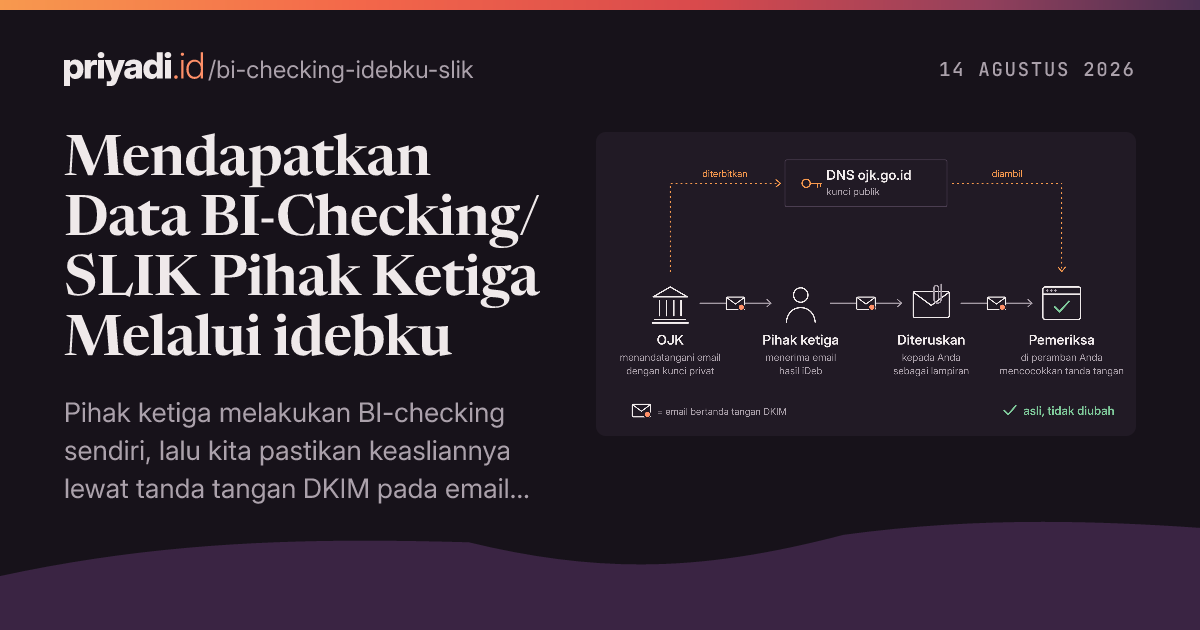 priyadi.id/bi-checking-idebku-slik
14 AGUSTUS 2026
Mendapatkan
Data BI-Checking/
SLIK Pihak Ketiga
Melalui idebku
Pihak ketiga melakukan BI-checking
sendiri, lalu kita pastikan keasliannya
lewat tanda tangan DKIM pada email...
diterbitkan
DNS ojk.go.id
kunci publik
diambil
OJK
menandatangani email
dengan kunci privat
Pihak ketiga
menerima email
hasil iDeb
Diteruskan
kepada Anda
sebagai lampiran
Pemeriksa
di peramban Anda
mencocokkan tanda tangan
= email bertanda tangan DKIM
asli, tidak diubah